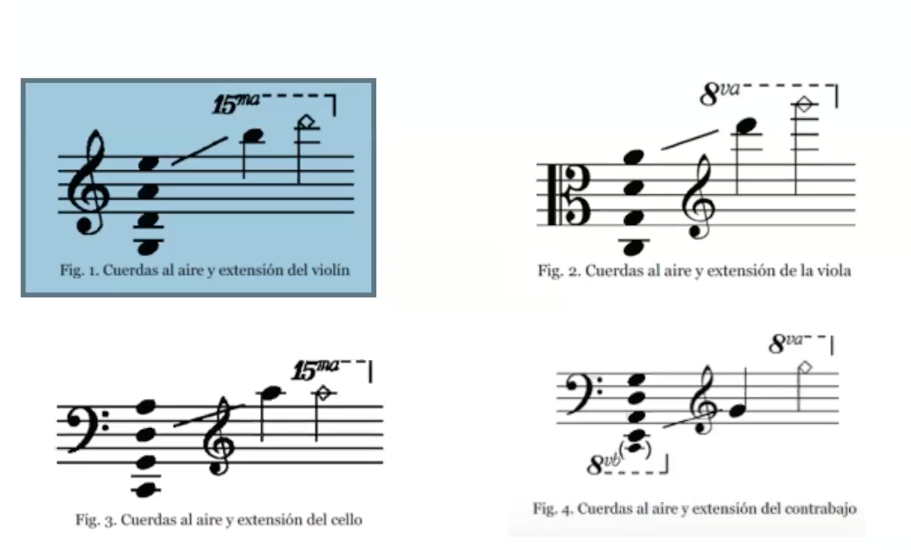 15ma
Fig. 1. Cuerdas al aire y extensión del violín
8va
Fig. 2. Cuerdas al aire y extensión de la viola
15ma
Fig. 3. Cuerdas al aire y extensión del cello
8va
8vb
Fig. 4. Cuerdas al aire y extensión del contrabajo